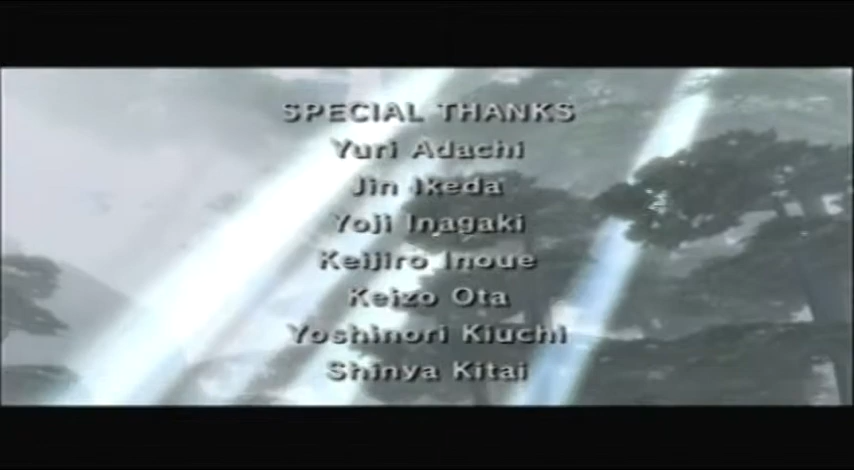 SPECIAL THANKS
Yuri Adachi
Jin Ikeda
Yoji Inagaki
Keijiro Inoue
Keizo Ota
Yoshinori Kiuchi
Shinya Kitai